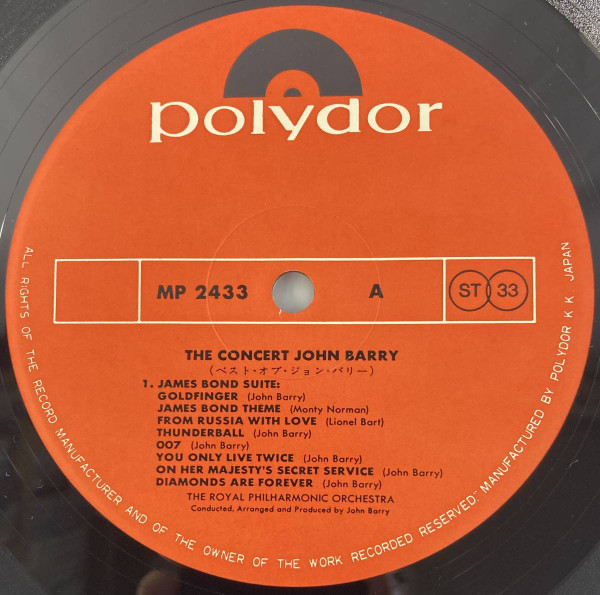 polydor
MP 2433 A ST 33
THE CONCERT JOHN BARRY
(ベスト・オブ・ジョン・バリー)
1. JAMES BOND SUITE:
GOLDFINGER (John Barry)
JAMES BOND THEME (Monty Norman)
FROM RUSSIA WITH LOVE (Lionel Bart)
THUNDERBALL (John Barry)
007 (John Barry)
YOU ONLY LIVE TWICE (John Barry)
ON HER MAJESTY'S SECRET SERVICE (John Barry)
DIAMONDS ARE FOREVER (John Barry)
THE ROYAL PHILHARMONIC ORCHESTRA
Conducted, Arranged and Produced by John Barry
ALL RIGHTS OF THE RECORD MANUFACTURER AND OF THE OWNER OF THE WORK RECORDED RESERVED: MANUFACTURED BY POLYDOR K K JAPAN